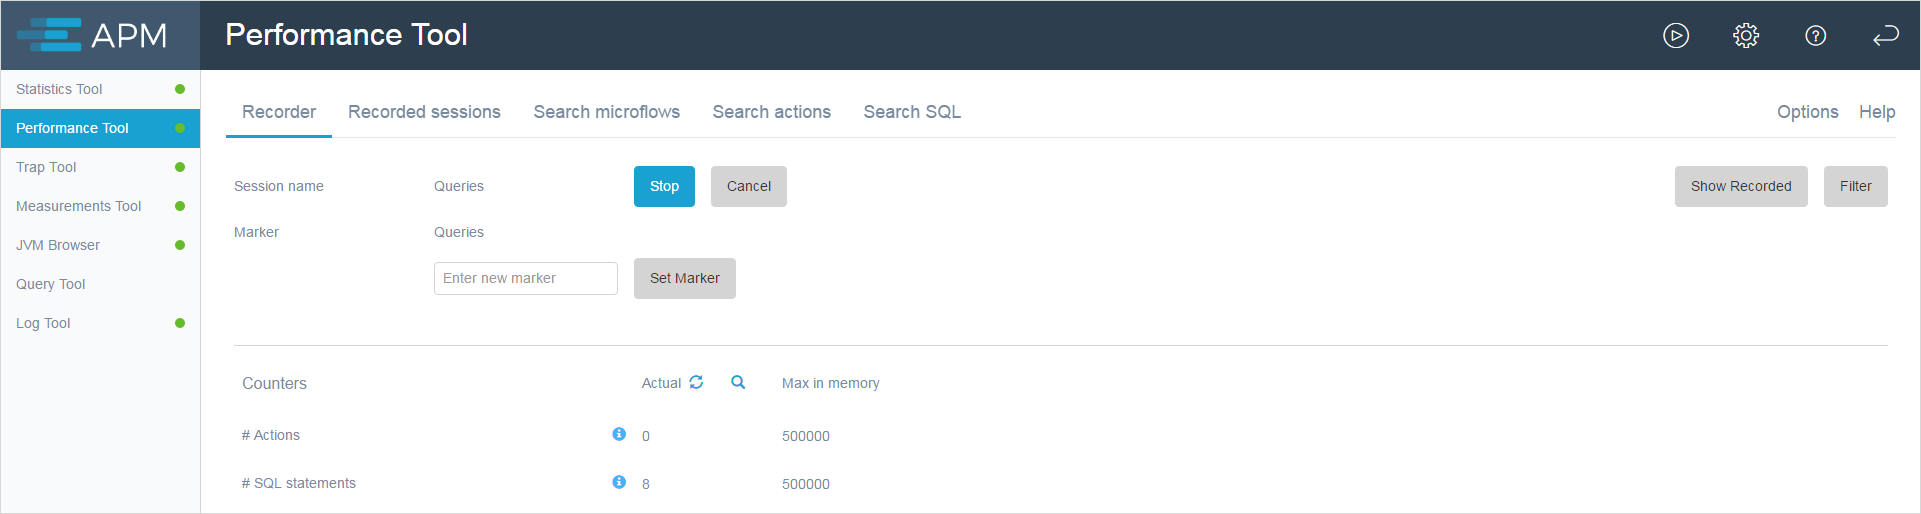 APM
Performance Tool
Statistics Tool
Performance Tool
Trap Tool
Measurements Tool
JVM Browser
Query Tool
Log Tool
Recorder Recorded sessions Search microflows Search actions Search SQL Options Help
Session name Queries Stop Cancel Show Recorded Filter
Marker Queries
Enter new marker Set Marker
Counters Actual Max in memory
# Actions 0 500000
# SQL statements 8 500000